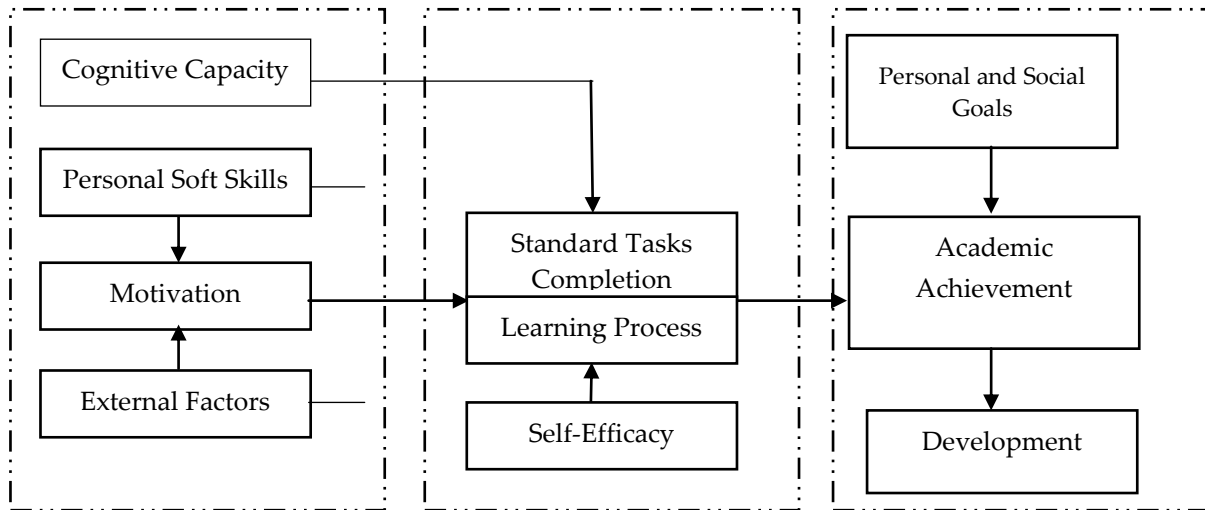 Cognitive Capacity
Personal Soft Skills
Motivation
External Factors
Standard Tasks
Completion
Learning Process
Self-Efficacy
Personal and Social
Goals
Academic
Achievement
Development